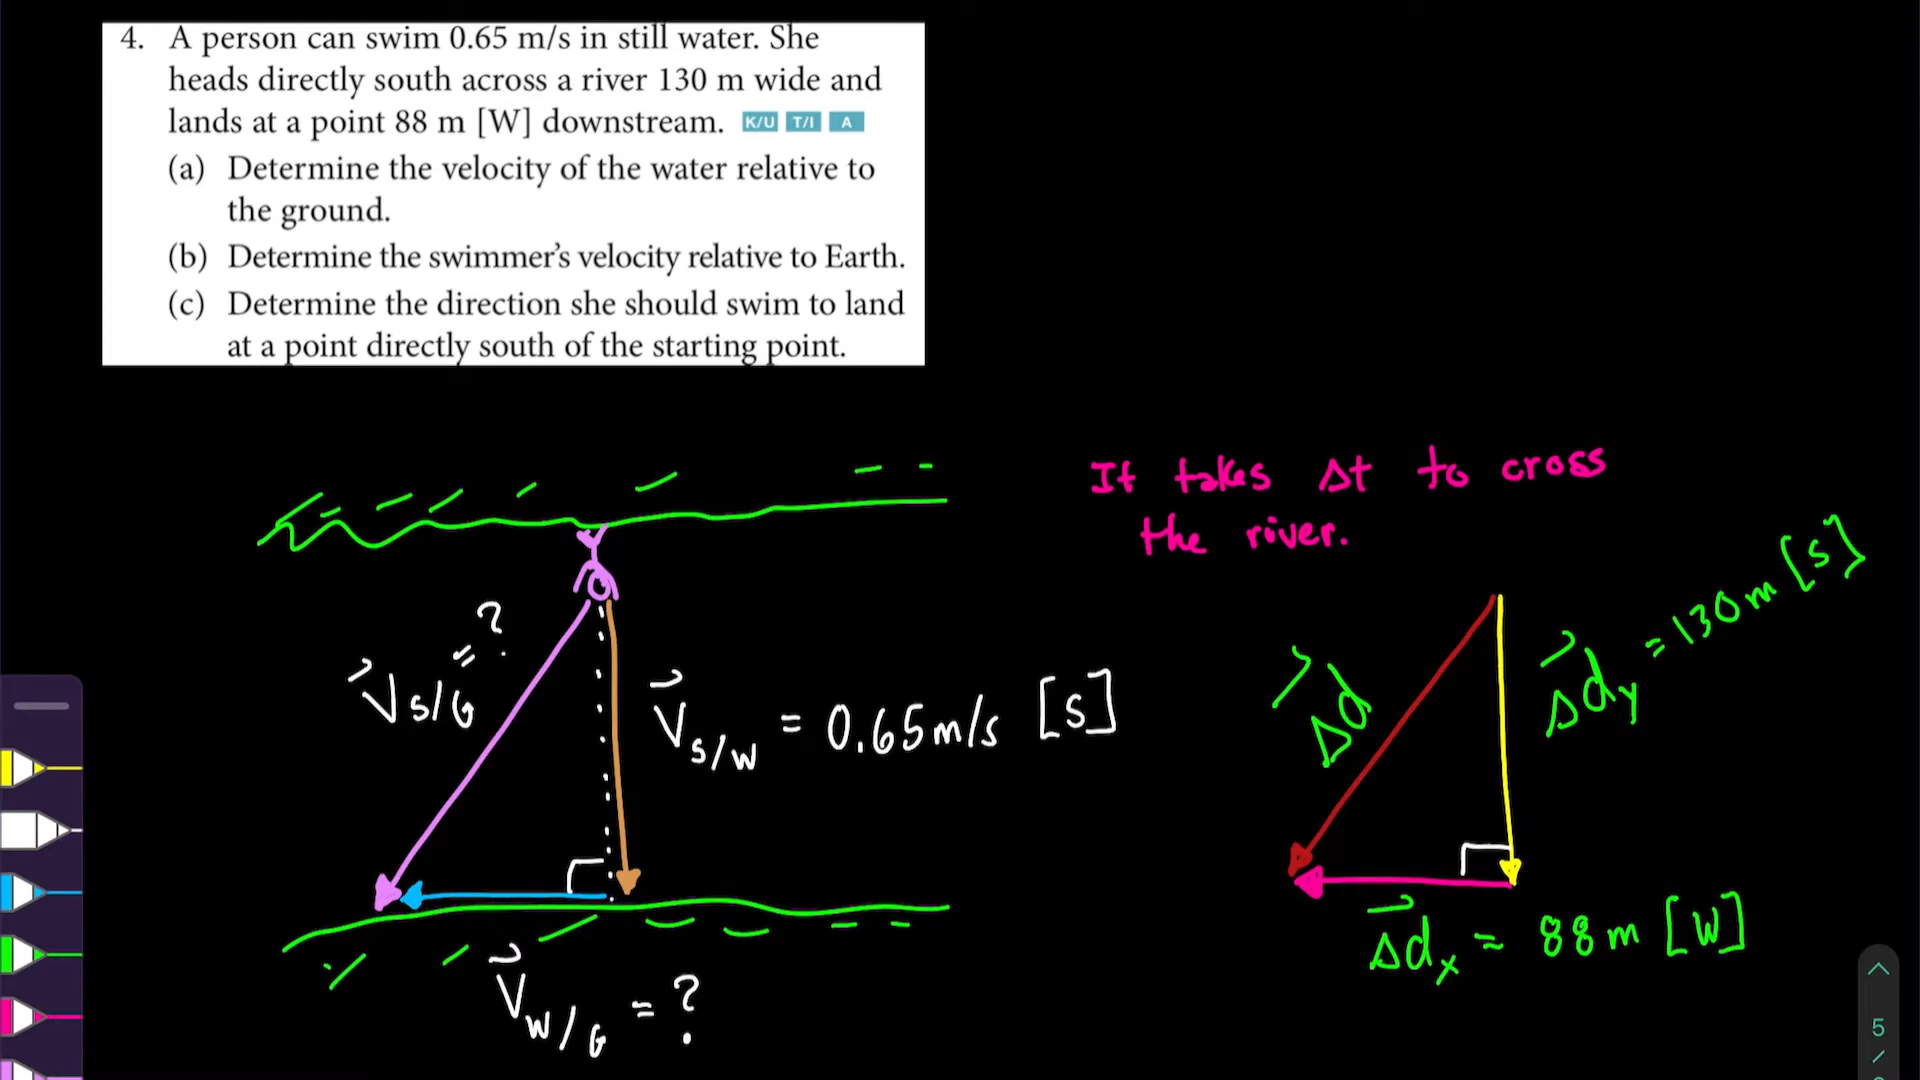 4. A person can swim 0.65 m/s in still water. She
heads directly south across a river 130 m wide and
lands at a point 88 m [W] downstream. K/U T/I A
(a) Determine the velocity of the water relative to
the ground.
(b) Determine the swimmer's velocity relative to Earth.
(c) Determine the direction she should swim to land
at a point directly south of the starting point.
It takes Δt to cross
the river.
V⃗s/G = ?
V⃗s/w = 0.65 m/s [S]
V⃗w/G = ?
Δd⃗
Δd⃗y = 130 m [S]
Δd⃗x = 88 m [W]
5
/